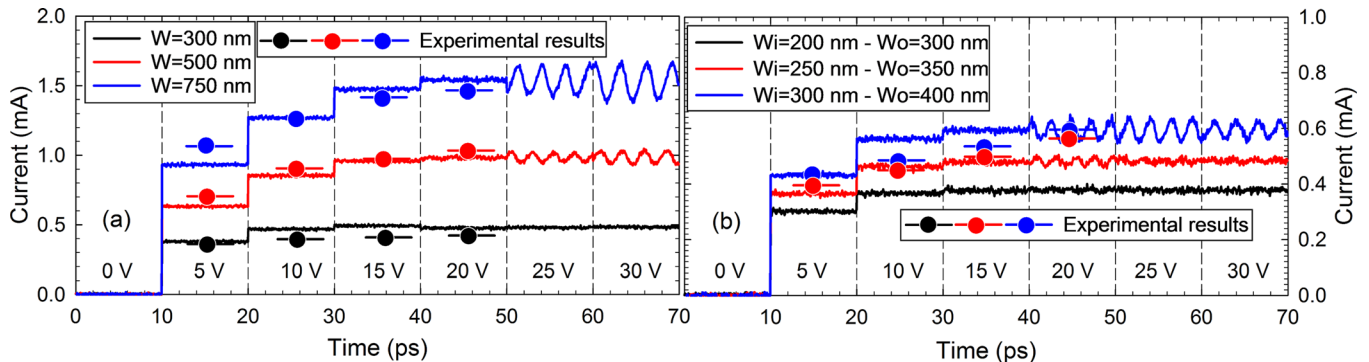 2.0
1.5
1.0
0.5
0.0
Current (mA)
W=300 nm
W=500 nm
W=750 nm
Experimental results
(a)
0 V 5 V 10 V 15 V 20 V 25 V 30 V
0 10 20 30 40 50 60 70
Time (ps)
Wi=200 nm - Wo=300 nm
Wi=250 nm - Wo=350 nm
Wi=300 nm - Wo=400 nm
(b)
Experimental results
0 V 5 V 10 V 15 V 20 V 25 V 30 V
10 20 30 40 50 60 70
Time (ps)
1.0
0.8
0.6
0.4
0.2
0.0
Current (mA)